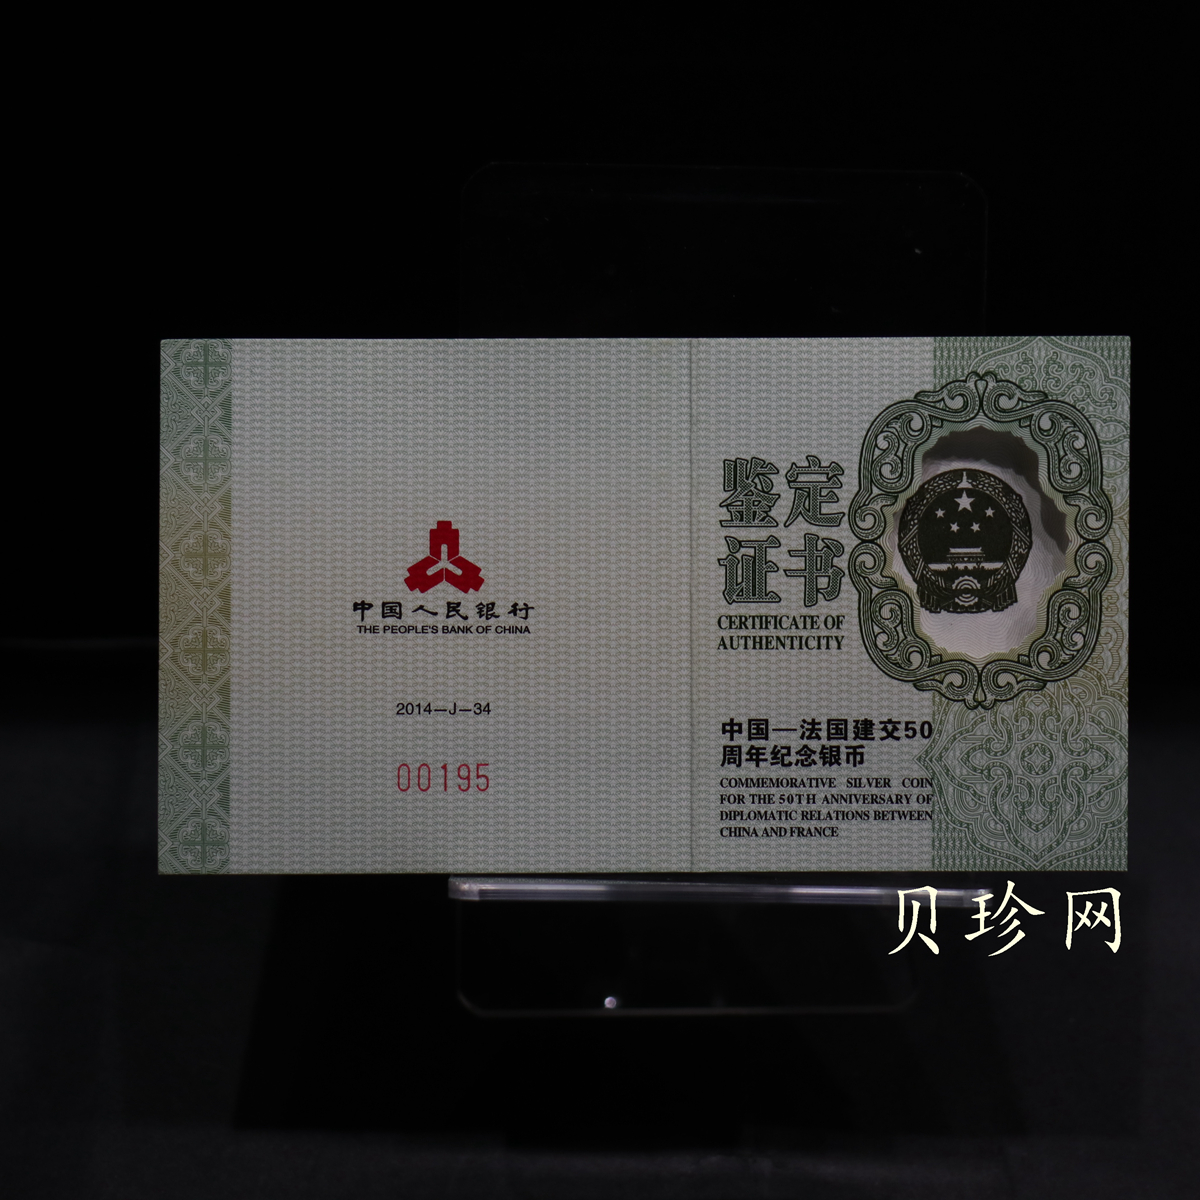 中国人民银行
THE PEOPLE'S BANK OF CHINA
2014—J—34
00195
鉴定
证书
CERTIFICATE OF
AUTHENTICITY
中国—法国建交50
周年纪念银币
COMMEMORATIVE SILVER COIN
FOR THE 50TH ANNIVERSARY OF
DIPLOMATIC RELATIONS BETWEEN
CHINA AND FRANCE
贝珍网